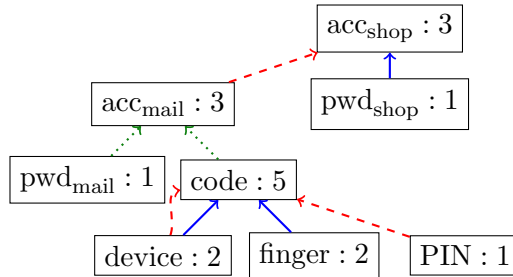 acc_shop : 3
acc_mail : 3
pwd_shop : 1
pwd_mail : 1
code : 5
device : 2
finger : 2
PIN : 1